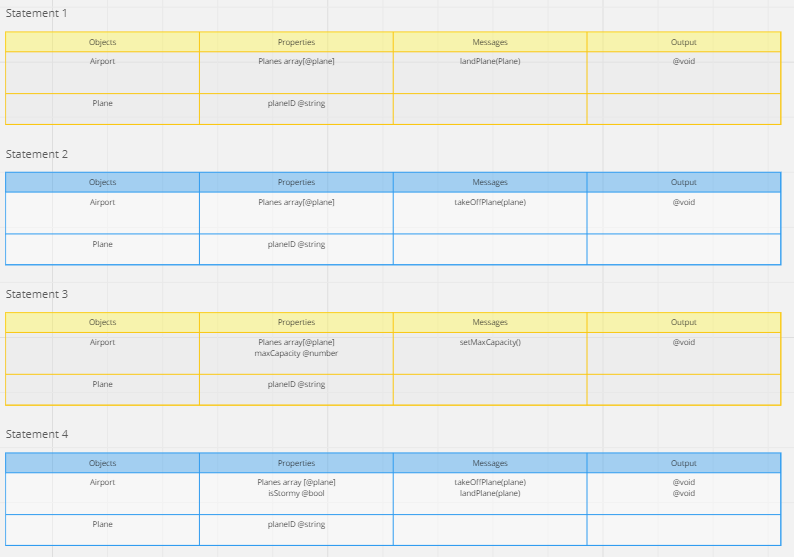 Statement 1
Objects Properties Messages Output
Airport Planes array[@plane] landPlane(Plane) @void
Plane planeID @string
Statement 2
Objects Properties Messages Output
Airport Planes array[@plane] takeOffPlane(plane) @void
Plane planeID @string
Statement 3
Objects Properties Messages Output
Airport Planes array[@plane] setMaxCapacity() @void
maxCapacity @number
Plane planeID @string
Statement 4
Objects Properties Messages Output
Airport Planes array [@plane] takeOffPlane(plane) @void
isStormy @bool landPlane(plane) @void
Plane planeID @string